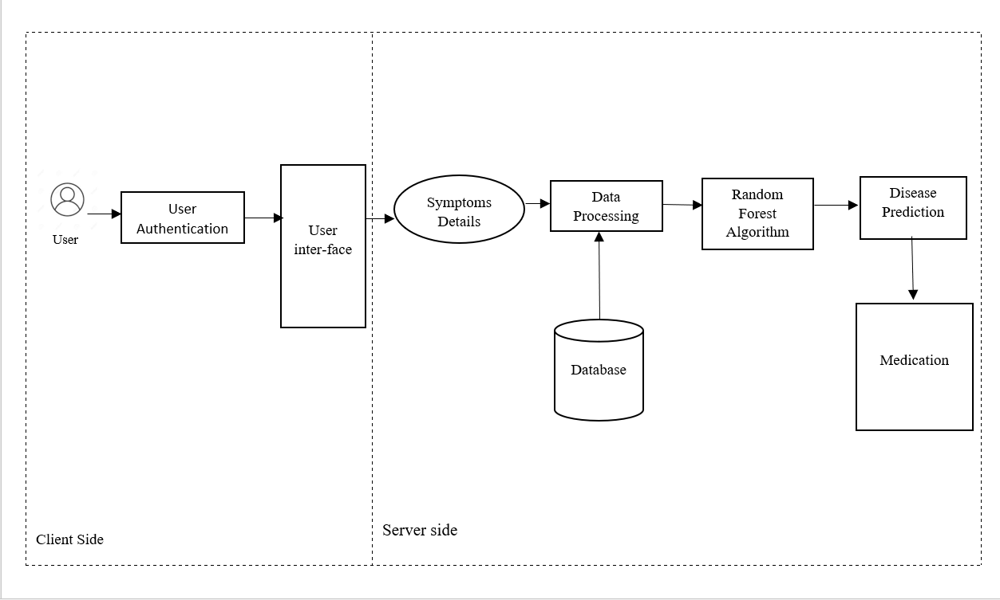 User
User
Authentication
User
inter-face
Symptoms
Details
Data
Processing
Random
Forest
Algorithm
Disease
Prediction
Database
Medication
Client Side
Server side